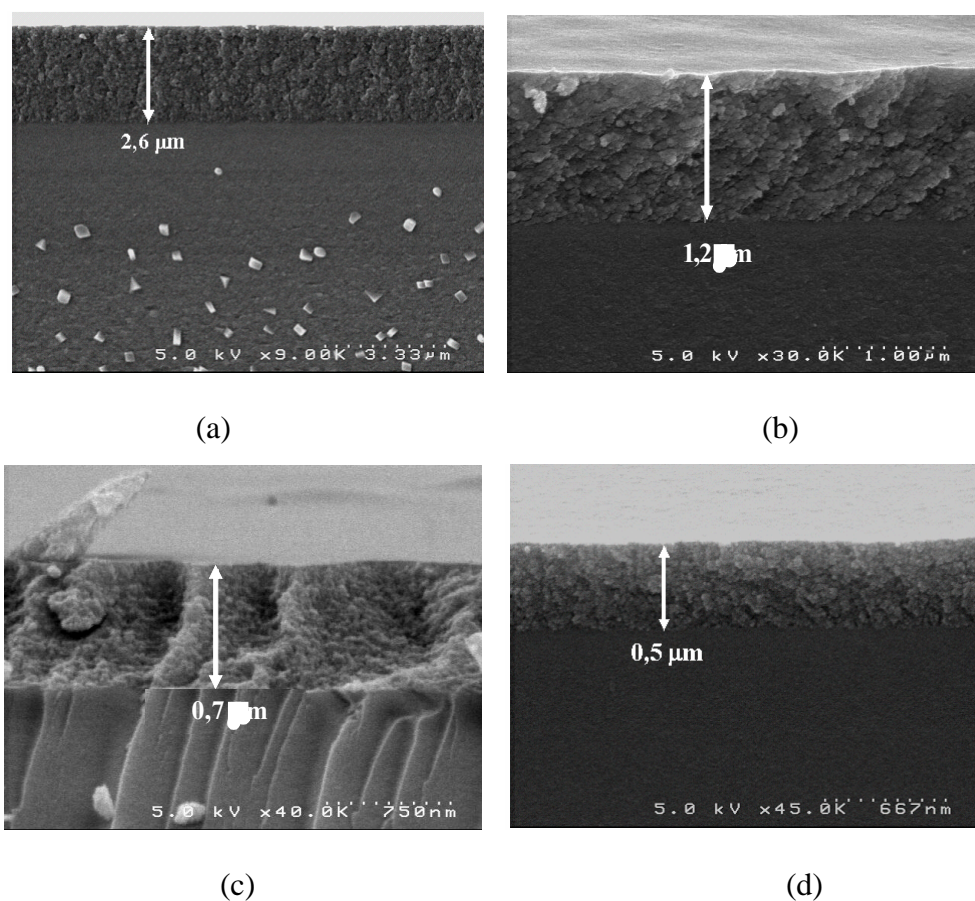 2,6 µm
5.0 kV x9.00K 3.33µm
(a)
1,2 m
5.0 kV x30.0K 1.00µm
(b)
0,7 m
5.0 kV x40.0K 750nm
(c)
0,5 µm
5.0 kV x45.0K 667nm
(d)